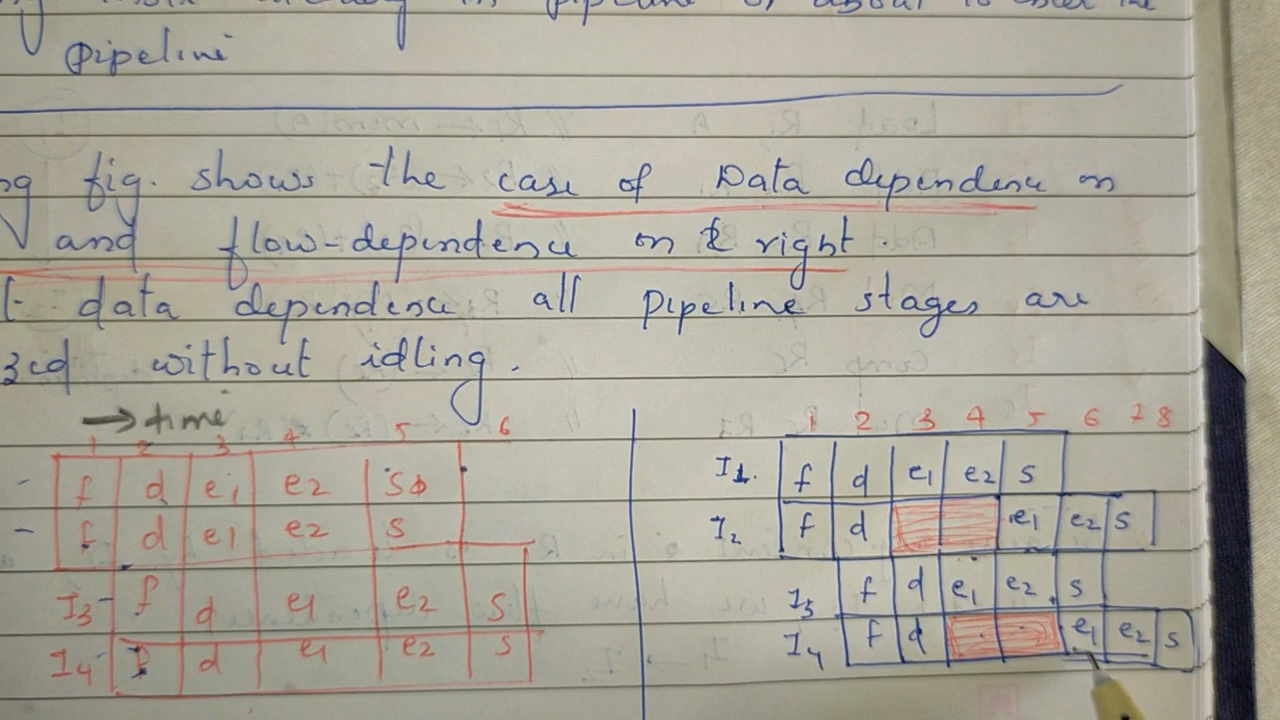 pipeline
fig. shows the case of Data dependence on
and flow-dependence on t right.
data dependence all pipeline stages are
without idling.
→ time
1 2 3 4 5 6
f d e1 e2 s
f d e1 e2 s
I3 - f d e1 e2 s
I4 - f d e1 e2 s
1 2 3 4 5 6 7 8
I1. f d e1 e2 s
I2 f d e1 e2 s
I3 f d e1 e2 s
I4 f d e1 e2 s